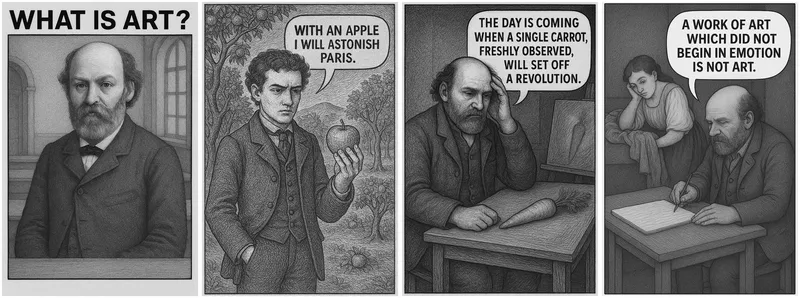 WHAT IS ART?
WITH AN APPLE
I WILL ASTONISH
PARIS.
THE DAY IS COMING
WHEN A SINGLE CARROT,
FRESHLY OBSERVED,
WILL SET OFF
A REVOLUTION.
A WORK OF ART
WHICH DID NOT
BEGIN IN EMOTION
IS NOT ART.